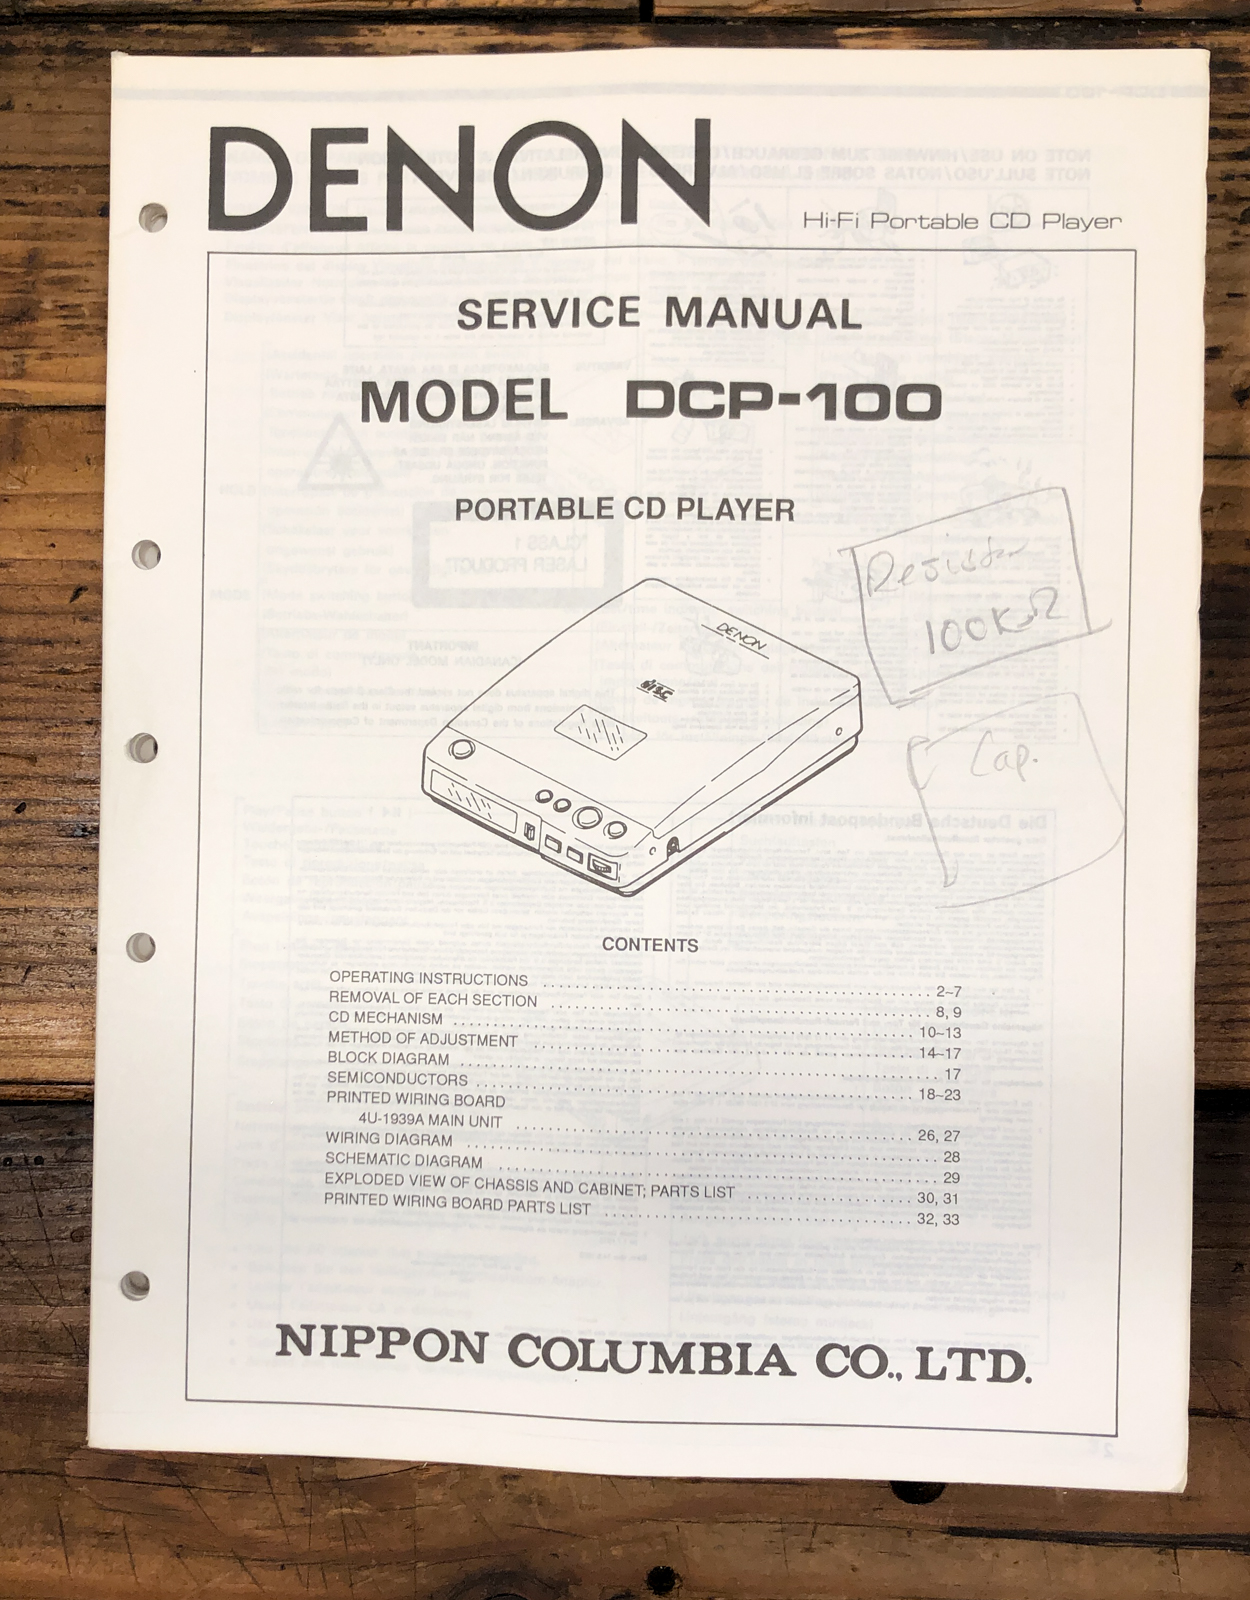 DENON
Hi-Fi Portable CD Player
SERVICE MANUAL
MODEL DCP-100
PORTABLE CD PLAYER
Resistor
100KΩ
DENON
DISC
Cap.
CONTENTS
OPERATING INSTRUCTIONS ........ 2–7
REMOVAL OF EACH SECTION ........ 8, 9
CD MECHANISM ........ 10–13
METHOD OF ADJUSTMENT ........ 14–17
BLOCK DIAGRAM ........ 17
SEMICONDUCTORS ........ 18–23
PRINTED WIRING BOARD
4U-1939A MAIN UNIT ........ 26, 27
WIRING DIAGRAM ........ 28
SCHEMATIC DIAGRAM ........ 29
EXPLODED VIEW OF CHASSIS AND CABINET; PARTS LIST ........ 30, 31
PRINTED WIRING BOARD PARTS LIST ........ 32, 33
NIPPON COLUMBIA CO., LTD.